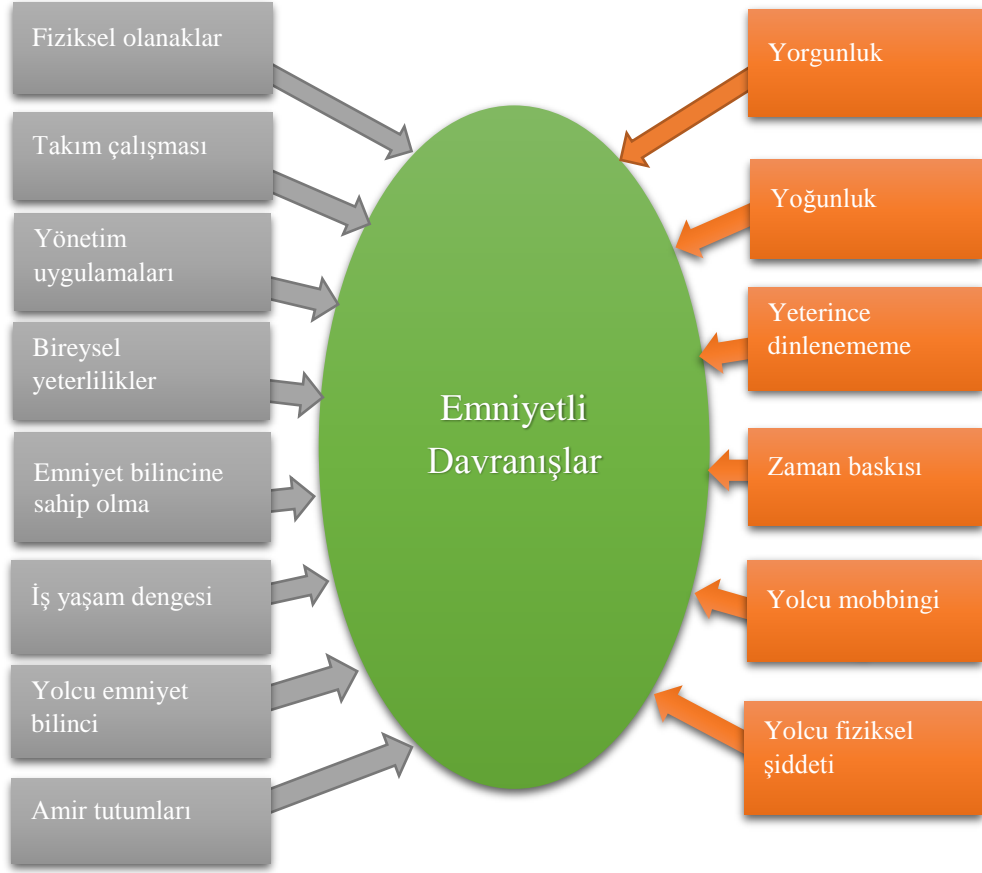 Fiziksel olanaklar
Takım çalışması
Yönetim
uygulamaları
Bireysel
yeterlilikler
Emniyet bilincine
sahip olma
İş yaşam dengesi
Yolcu emniyet
bilinci
Amir tutumları
Emniyetli
Davranışlar
Yorgunluk
Yoğunluk
Yeterince
dinlenememe
Zaman baskısı
Yolcu mobbingi
Yolcu fiziksel
şiddeti